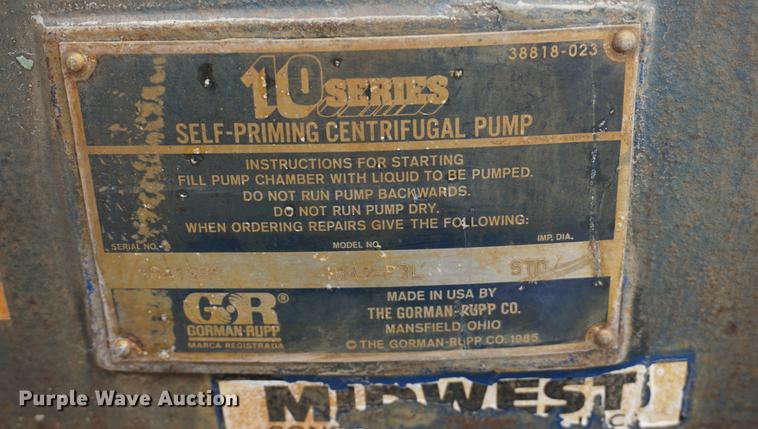 38818-023
10 SERIES™
SELF-PRIMING CENTRIFUGAL PUMP
INSTRUCTIONS FOR STARTING
FILL PUMP CHAMBER WITH LIQUID TO BE PUMPED.
DO NOT RUN PUMP BACKWARDS.
DO NOT RUN PUMP DRY.
WHEN ORDERING REPAIRS GIVE THE FOLLOWING:
SERIAL NO. MODEL NO. IMP. DIA.
STD
GR®
GORMAN-RUPP
MARCA REGISTRADA
MADE IN USA BY
THE GORMAN-RUPP CO.
MANSFIELD, OHIO
© THE GORMAN-RUPP CO. 1985
MIDWEST
Purple Wave Auction